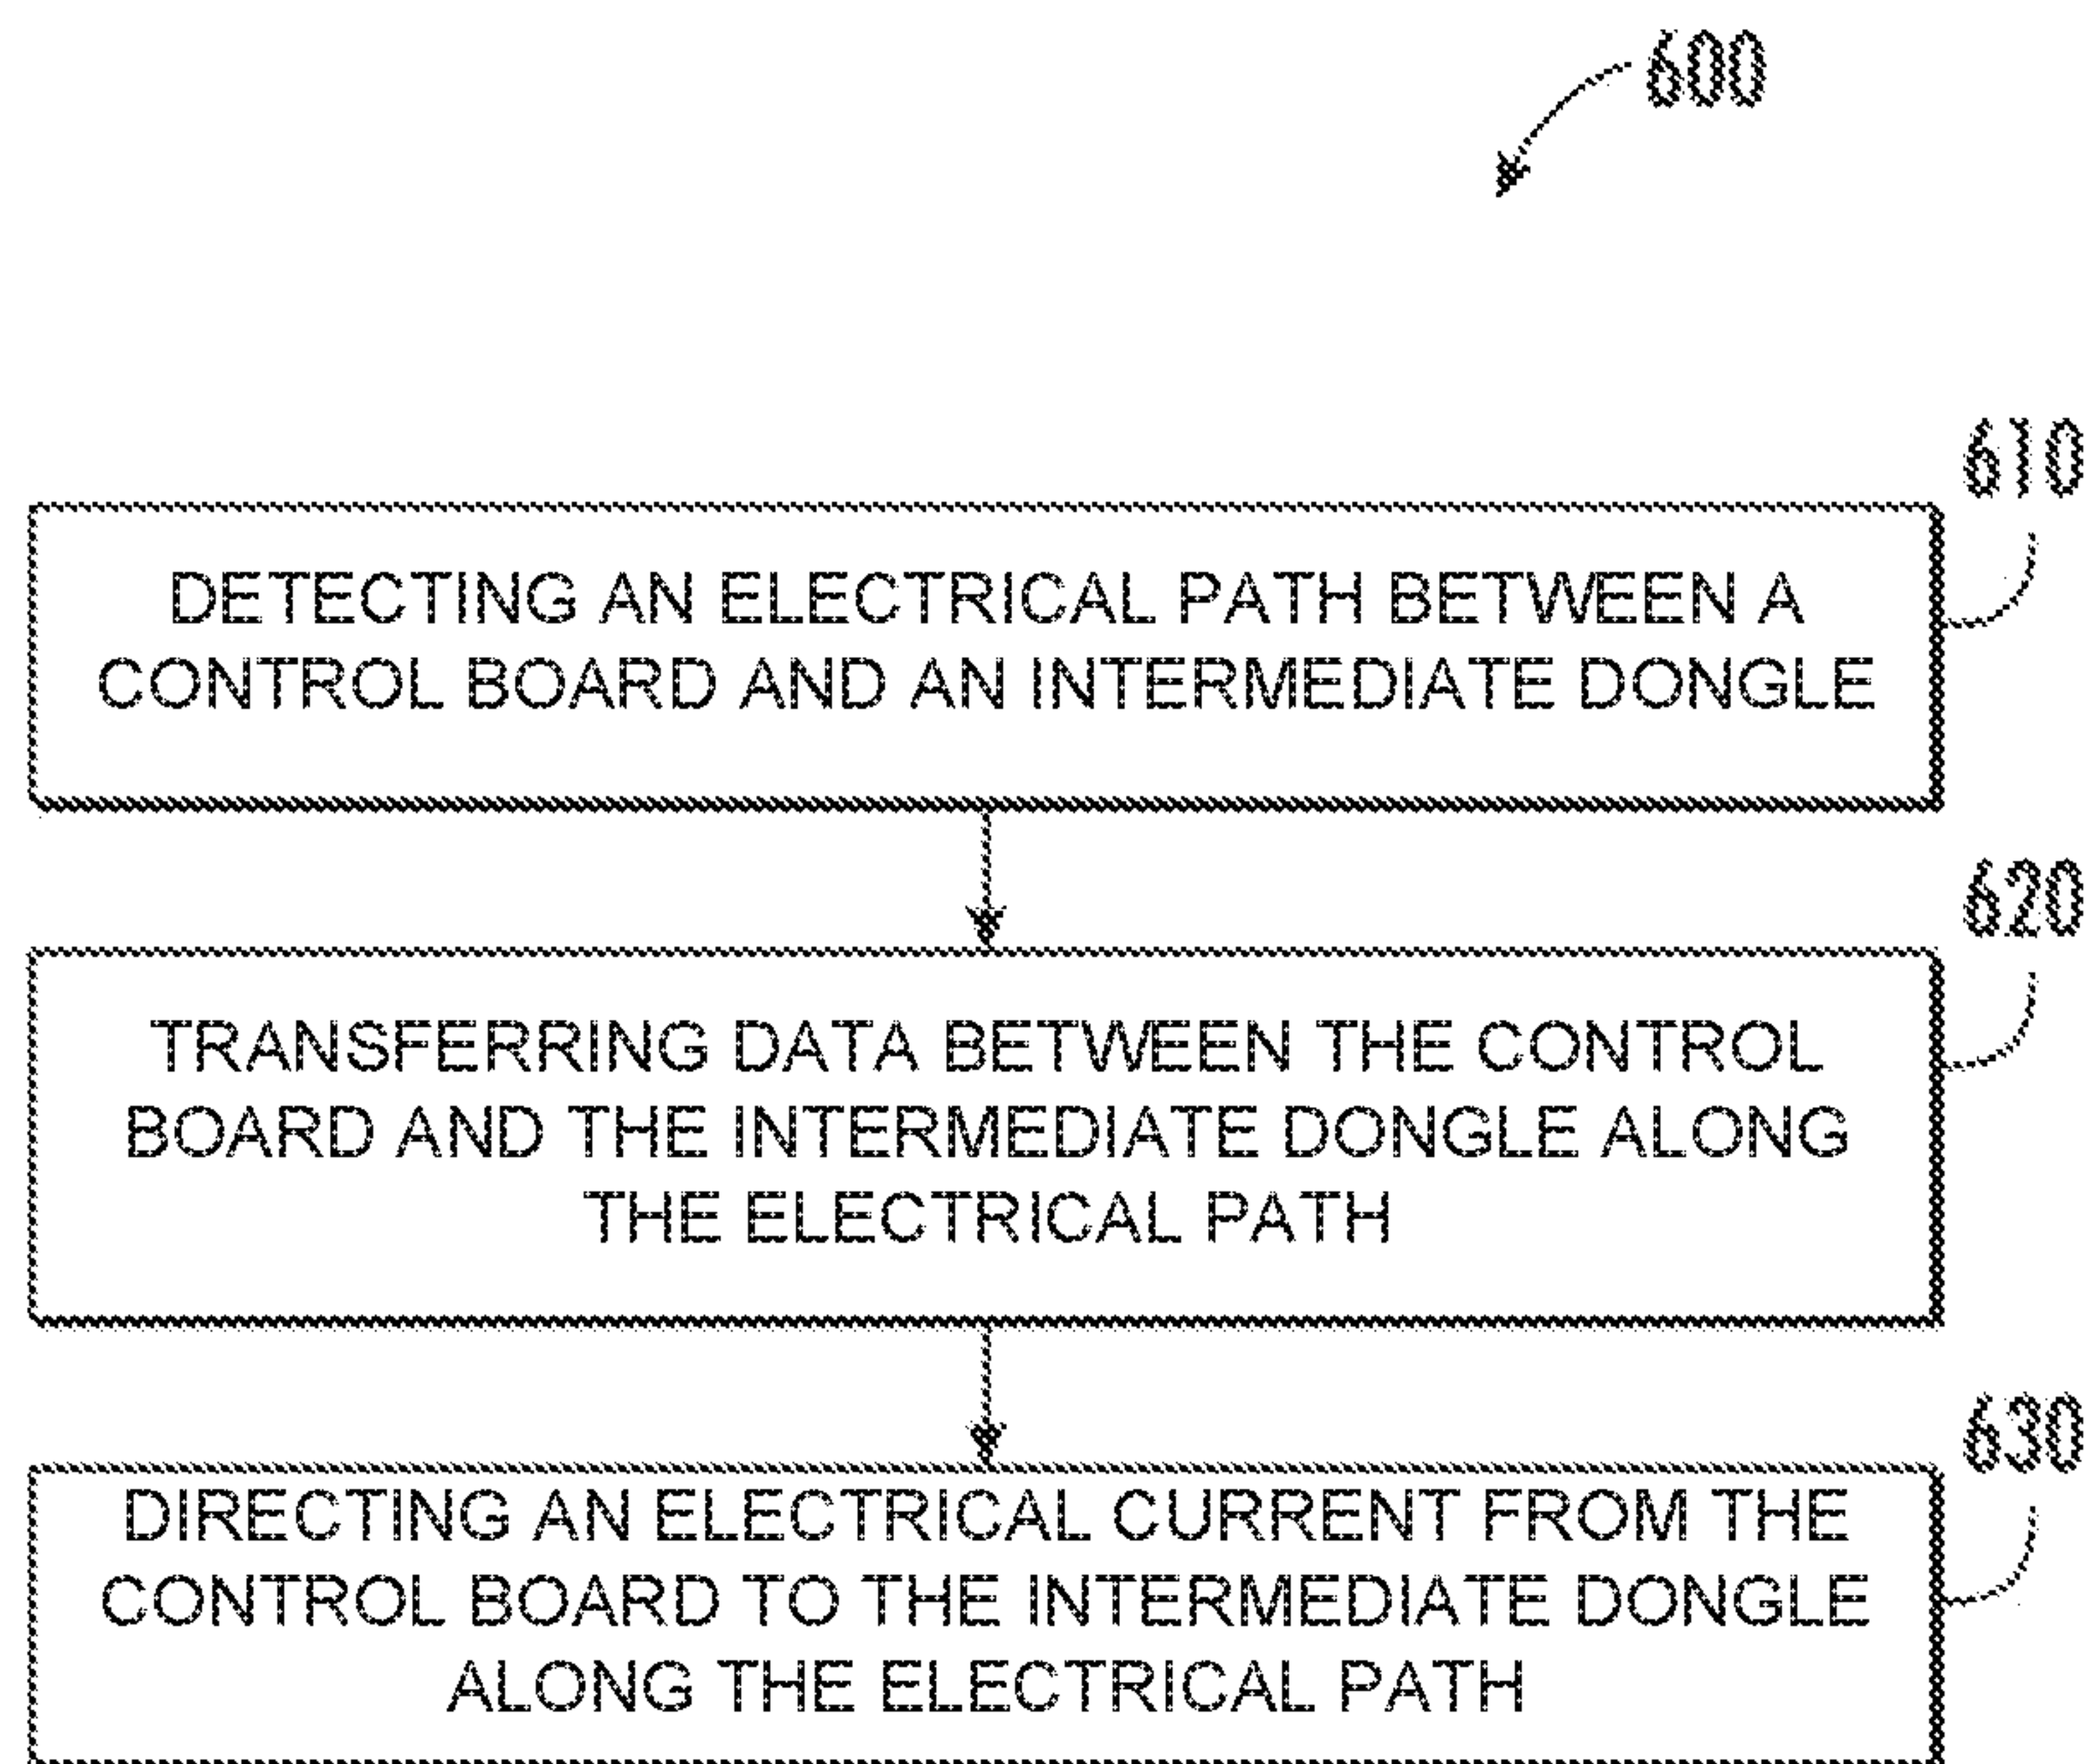 600
610
DETECTING AN ELECTRICAL PATH BETWEEN A
CONTROL BOARD AND AN INTERMEDIATE DONGLE
620
TRANSFERRING DATA BETWEEN THE CONTROL
BOARD AND THE INTERMEDIATE DONGLE ALONG
THE ELECTRICAL PATH
630
DIRECTING AN ELECTRICAL CURRENT FROM THE
CONTROL BOARD TO THE INTERMEDIATE DONGLE
ALONG THE ELECTRICAL PATH